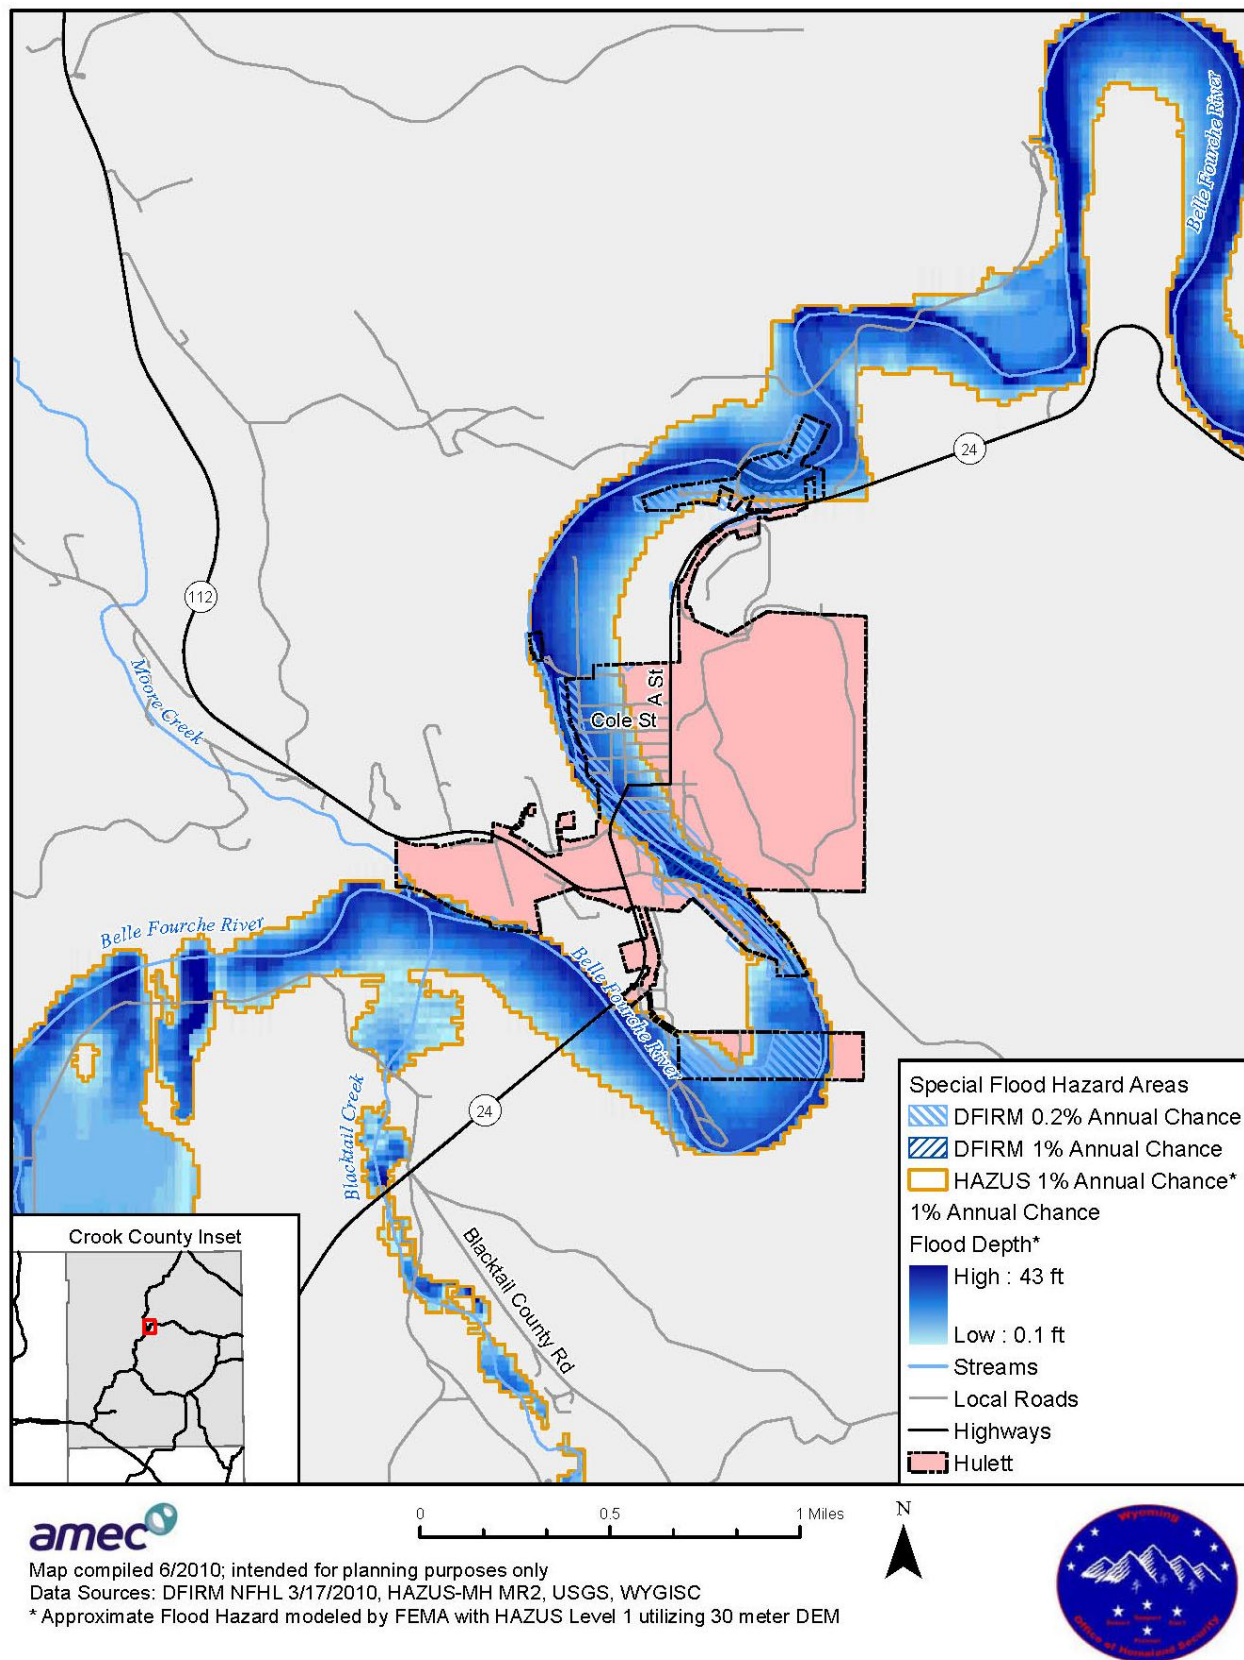 Belle Fourche River
24
112
Moore Creek
A St
Cole St
Belle Fourche River
Belle Fourche River
24
Blacktail Creek
Blacktail County Rd
Special Flood Hazard Areas
DFIRM 0.2% Annual Chance
DFIRM 1% Annual Chance
HAZUS 1% Annual Chance*
1% Annual Chance
Flood Depth*
High : 43 ft
Low : 0.1 ft
Streams
Local Roads
Highways
Hulett
Crook County Inset
amec
0 0.5 1 Miles
N
Map compiled 6/2010; intended for planning purposes only
Data Sources: DFIRM NFHL 3/17/2010, HAZUS-MH MR2, USGS, WYGISC
* Approximate Flood Hazard modeled by FEMA with HAZUS Level 1 utilizing 30 meter DEM
Wyoming
Office of Homeland Security